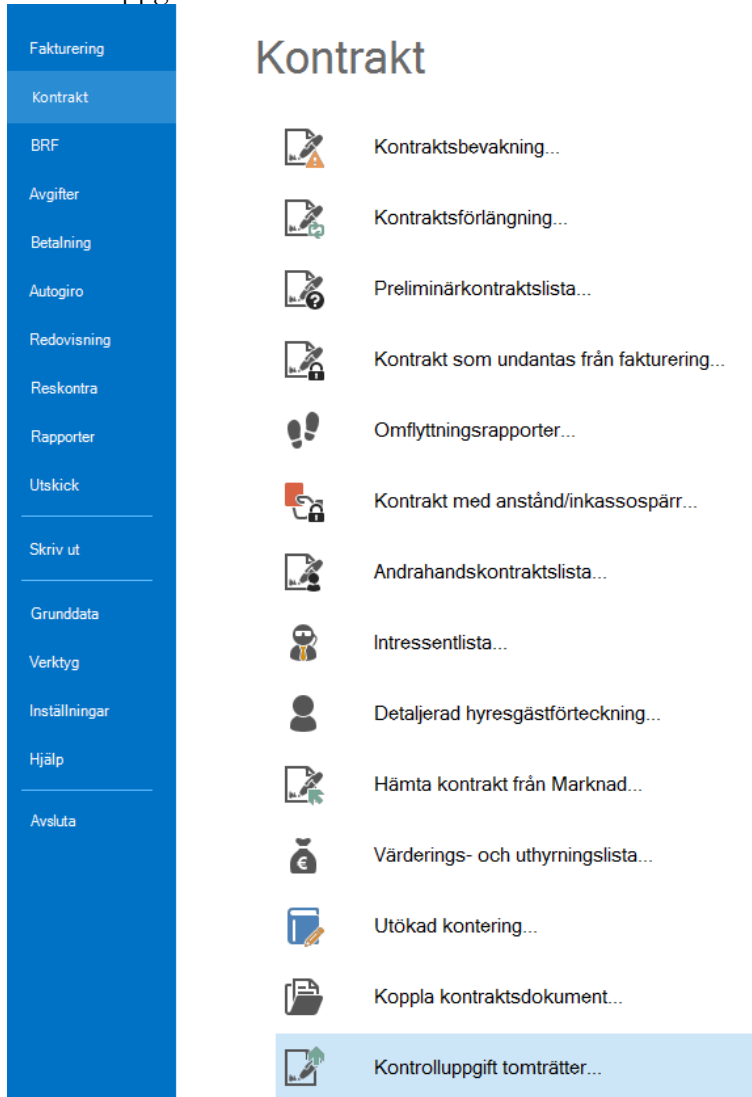 Fakturering
Kontrakt
BRF
Avgifter
Betalning
Autogiro
Redovisning
Reskontra
Rapporter
Utskick
Skriv ut
Grunddata
Verktyg
Inställningar
Hjälp
Avsluta
Kontrakt
Kontraktsbevakning...
Kontraktsförlängning...
Preliminärkontraktslista...
Kontrakt som undantas från fakturering...
Omflyttningsrapporter...
Kontrakt med anstånd/inkassospärr...
Andrahandskontraktslista...
Intressentlista...
Detaljerad hyresgästförteckning...
Hämta kontrakt från Marknad...
Värderings- och uthyrningslista...
Utökad kontering...
Koppla kontraktsdokument...
Kontrolluppgift tomträtter...